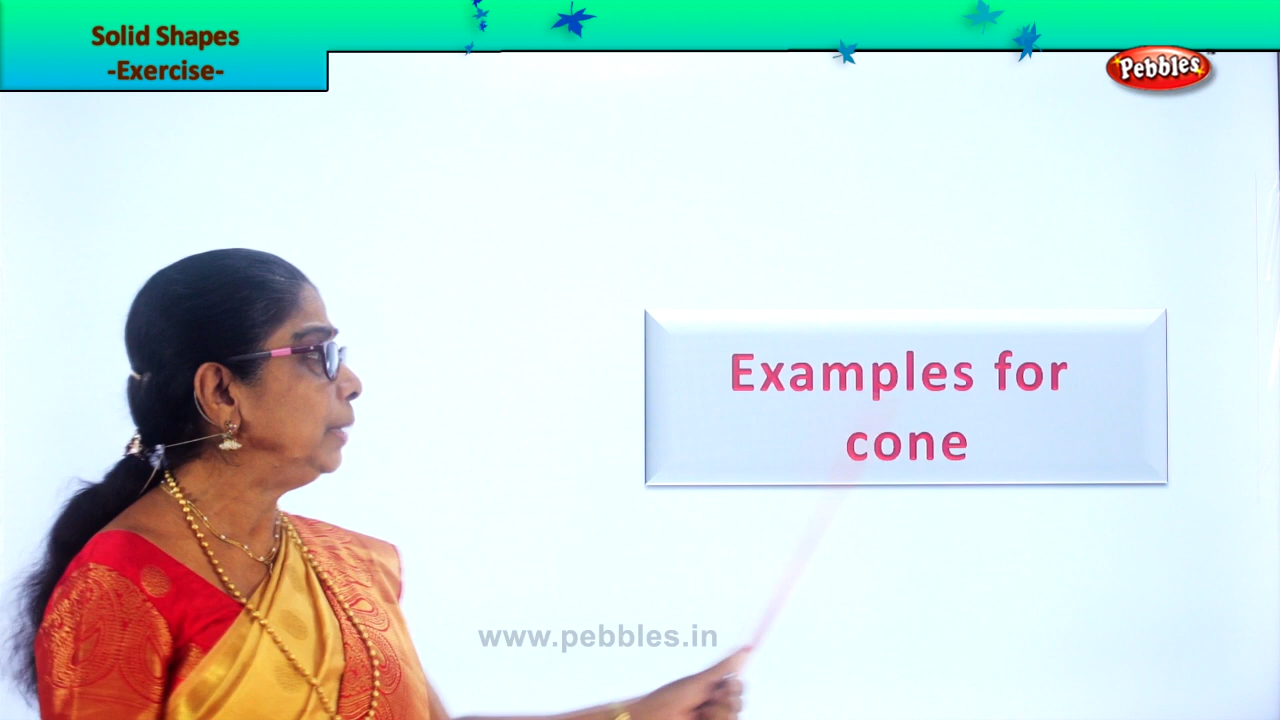 Solid Shapes
-Exercise-
Pebbles
Examples for
cone
www.pebbles.in